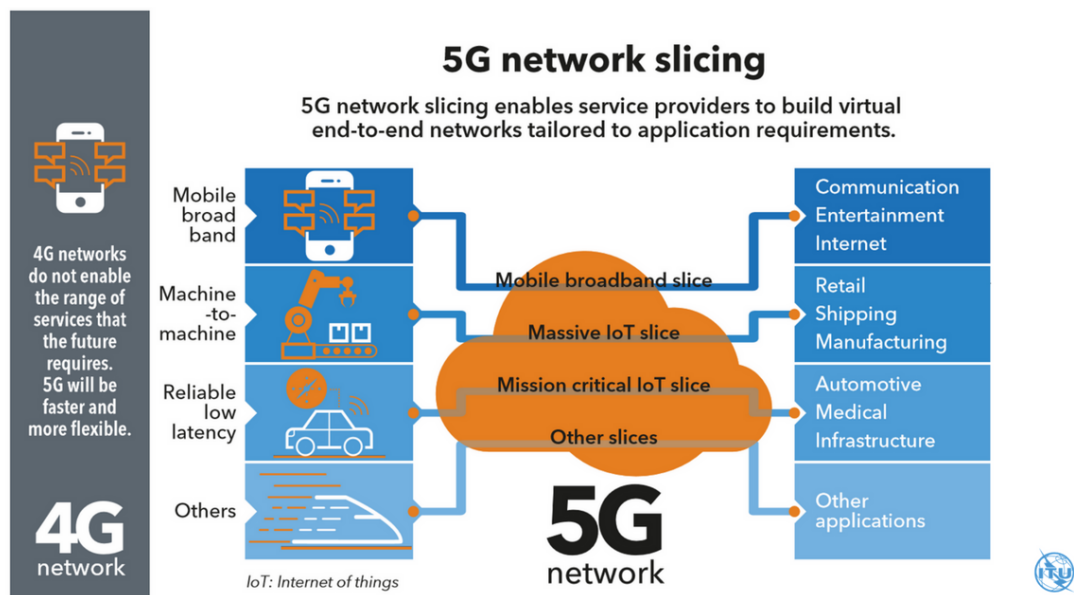 5G network slicing
5G network slicing enables service providers to build virtual
end-to-end networks tailored to application requirements.
4G networks
do not enable
the range of
services that
the future
requires.
5G will be
faster and
more flexible.
4G
network
Mobile
broad
band
Machine
-to-
machine
Reliable
low
latency
Others
Mobile broadband slice
Massive IoT slice
Mission critical IoT slice
Other slices
5G
network
Communication
Entertainment
Internet
Retail
Shipping
Manufacturing
Automotive
Medical
Infrastructure
Other
applications
IoT: Internet of things
ITU